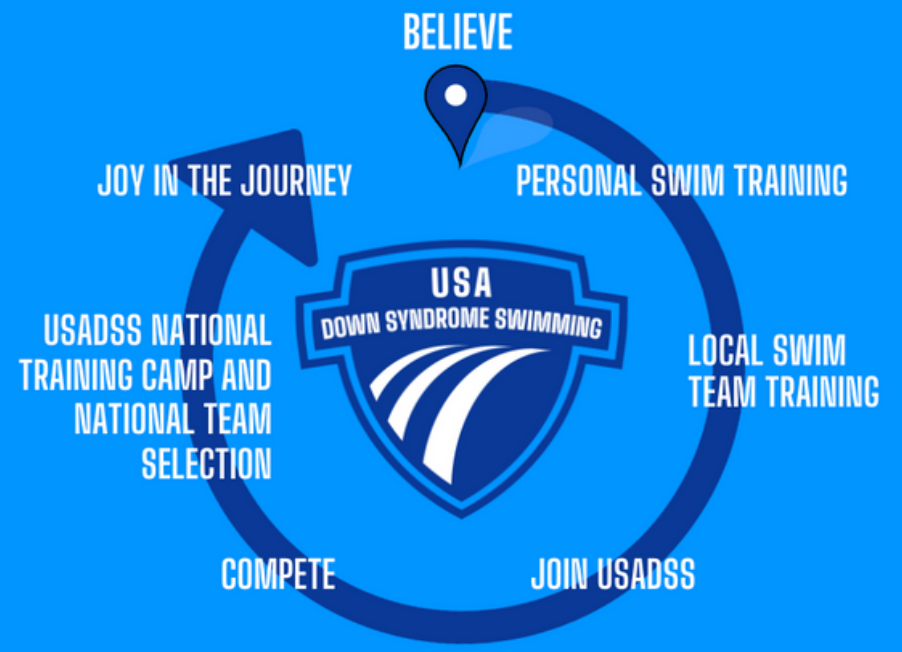 BELIEVE
PERSONAL SWIM TRAINING
LOCAL SWIM
TEAM TRAINING
JOIN USADSS
COMPETE
USADSS NATIONAL
TRAINING CAMP AND
NATIONAL TEAM
SELECTION
JOY IN THE JOURNEY
USA
DOWN SYNDROME SWIMMING